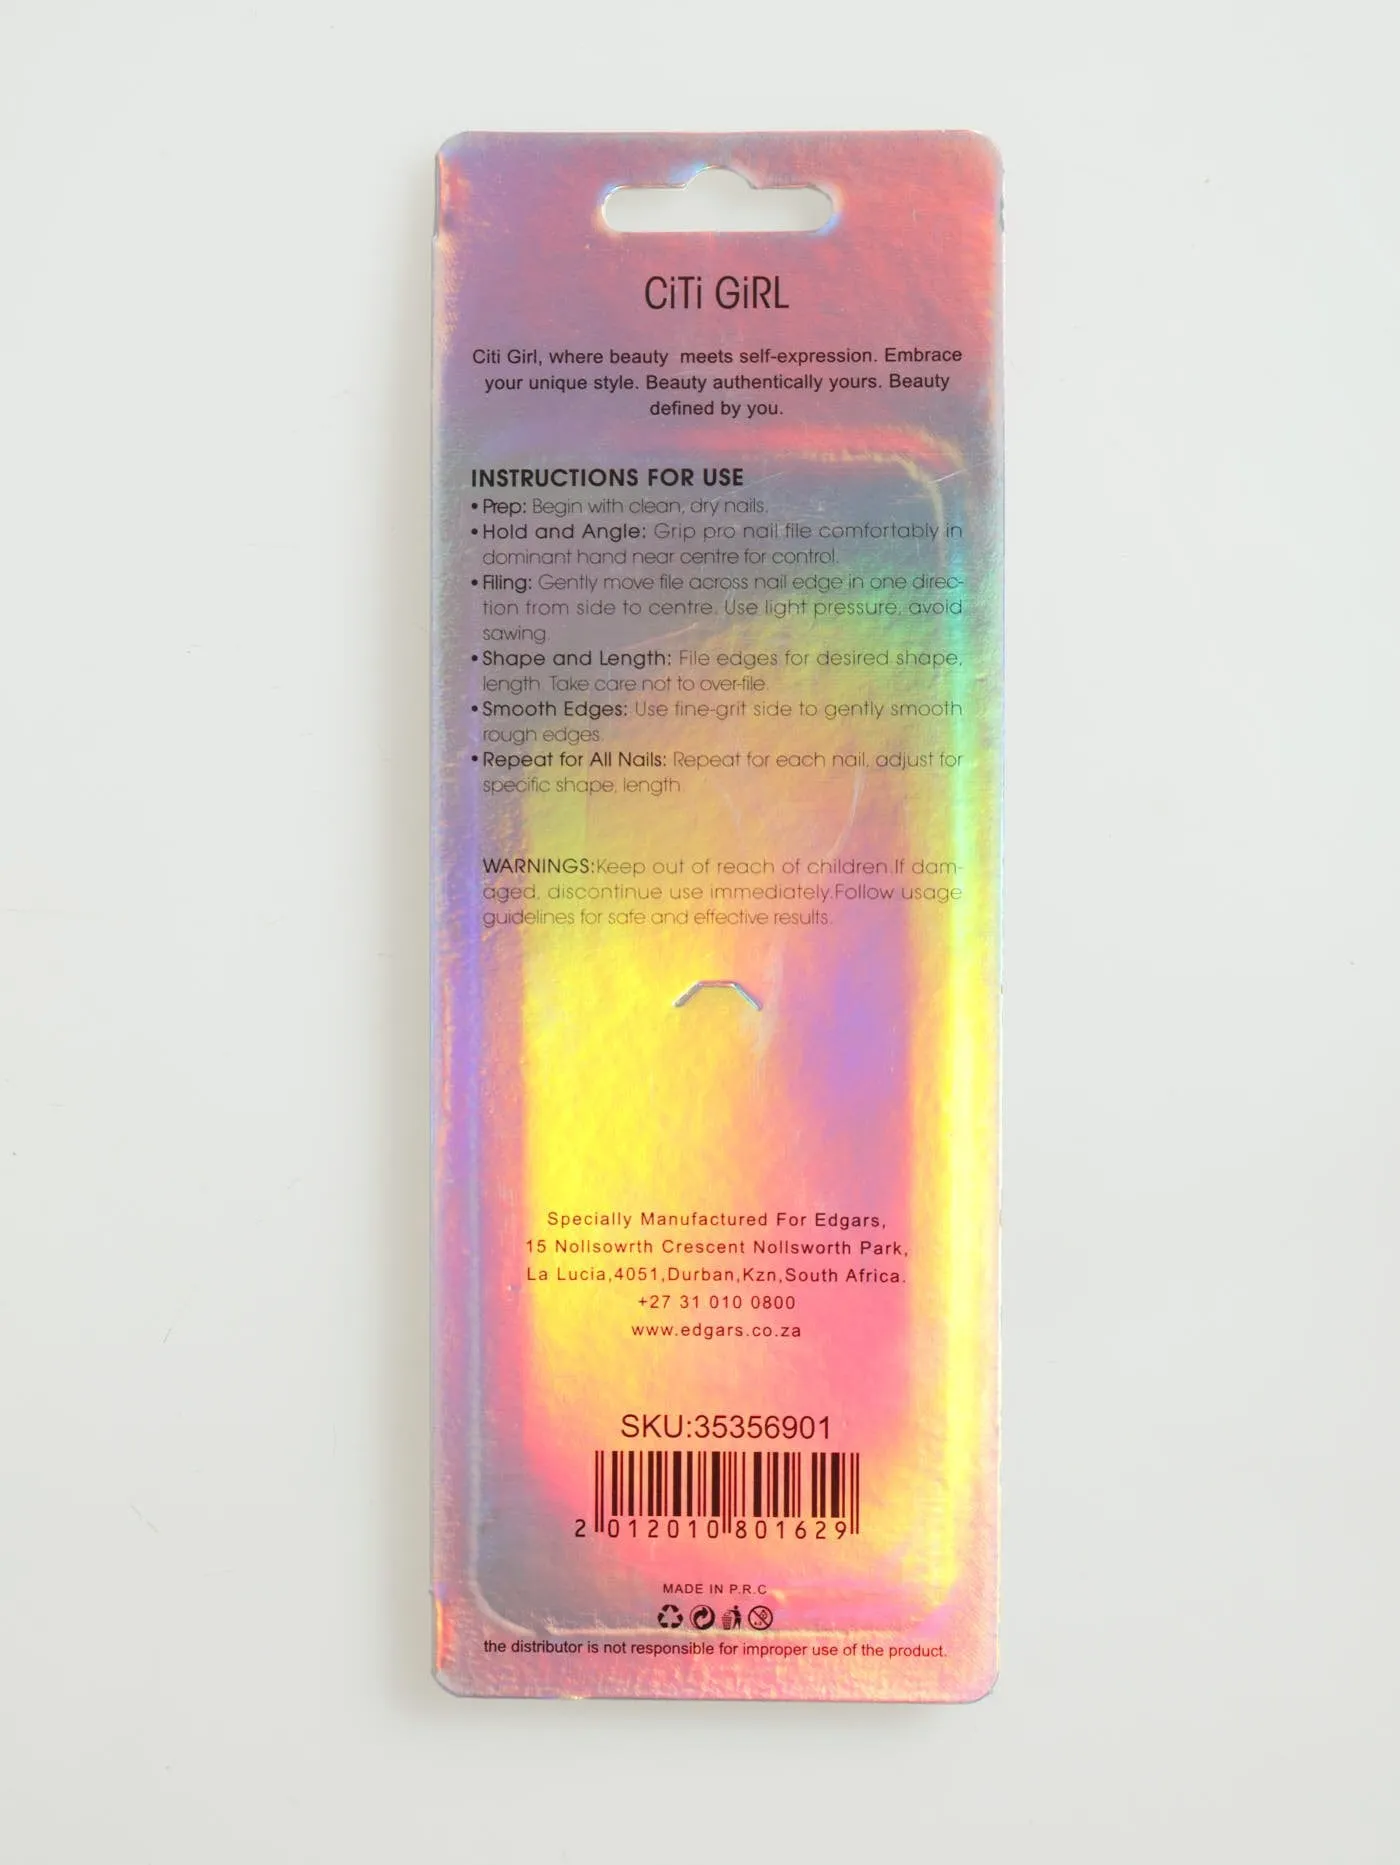 CiTi GiRL
Citi Girl, where beauty meets self-expression. Embrace
your unique style. Beauty authentically yours. Beauty
defined by you.
INSTRUCTIONS FOR USE
• Prep: Begin with clean, dry nails.
• Hold and Angle: Grip pro nail file comfortably in
dominant hand near centre for control.
• Filing: Gently move file across nail edge in one direc-
tion from side to centre. Use light pressure, avoid
sawing.
• Shape and Length: File edges for desired shape,
length. Take care not to over-file.
• Smooth Edges: Use fine-grit side to gently smooth
rough edges.
• Repeat for All Nails: Repeat for each nail, adjust for
specific shape, length.
WARNINGS:Keep out of reach of children.If dam-
aged, discontinue use immediately.Follow usage
guidelines for safe and effective results.
Specially Manufactured For Edgars,
15 Nollsowrth Crescent Nollsworth Park,
La Lucia,4051,Durban,Kzn,South Africa.
+27 31 010 0800
www.edgars.co.za
SKU:35356901
2 012010 801629
MADE IN P.R.C
the distributor is not responsible for improper use of the product.